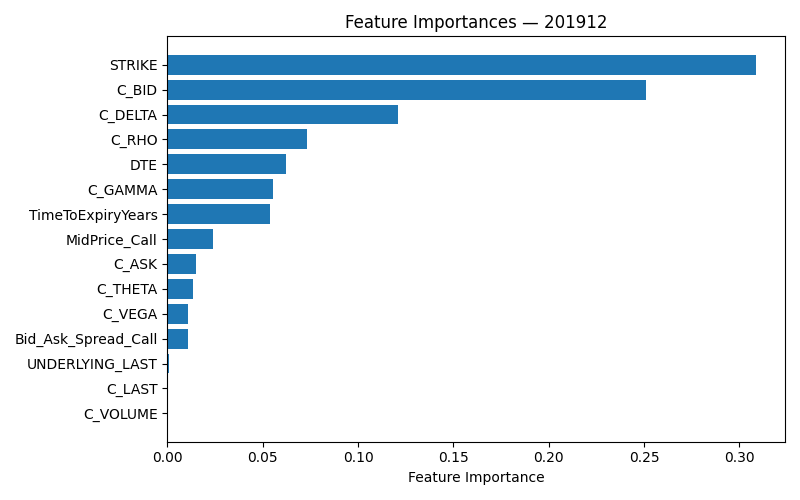 Feature Importances — 201912
STRIKE
C_BID
C_DELTA
C_RHO
DTE
C_GAMMA
TimeToExpiryYears
MidPrice_Call
C_ASK
C_THETA
C_VEGA
Bid_Ask_Spread_Call
UNDERLYING_LAST
C_LAST
C_VOLUME
0.00 0.05 0.10 0.15 0.20 0.25 0.30
Feature Importance